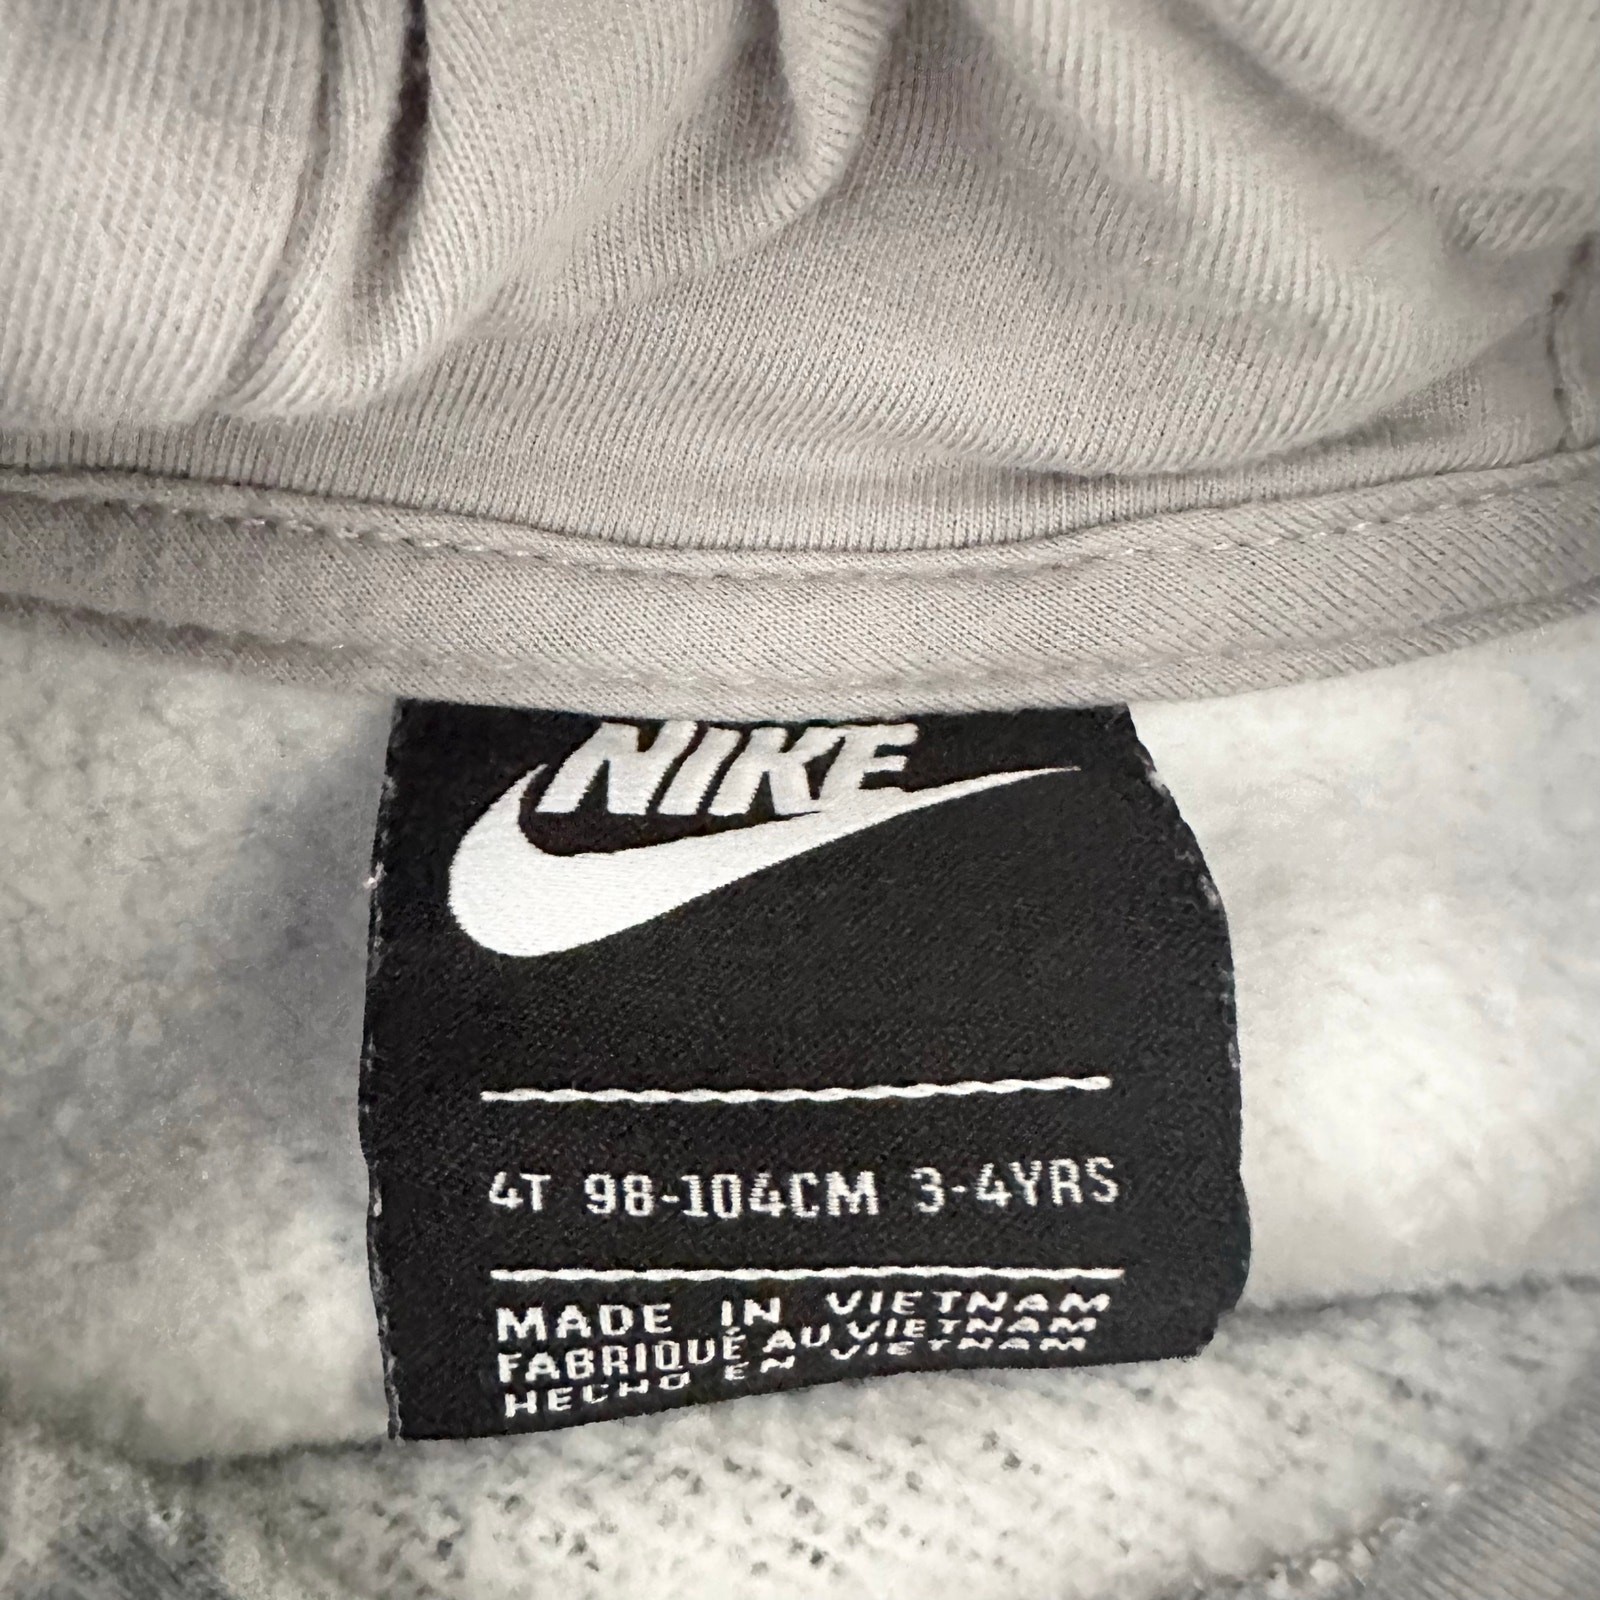 NIKE
4T 98-104CM 3-4YRS
MADE IN VIETNAM
FABRIQUÉ AU VIETNAM
HECHO EN VIETNAM